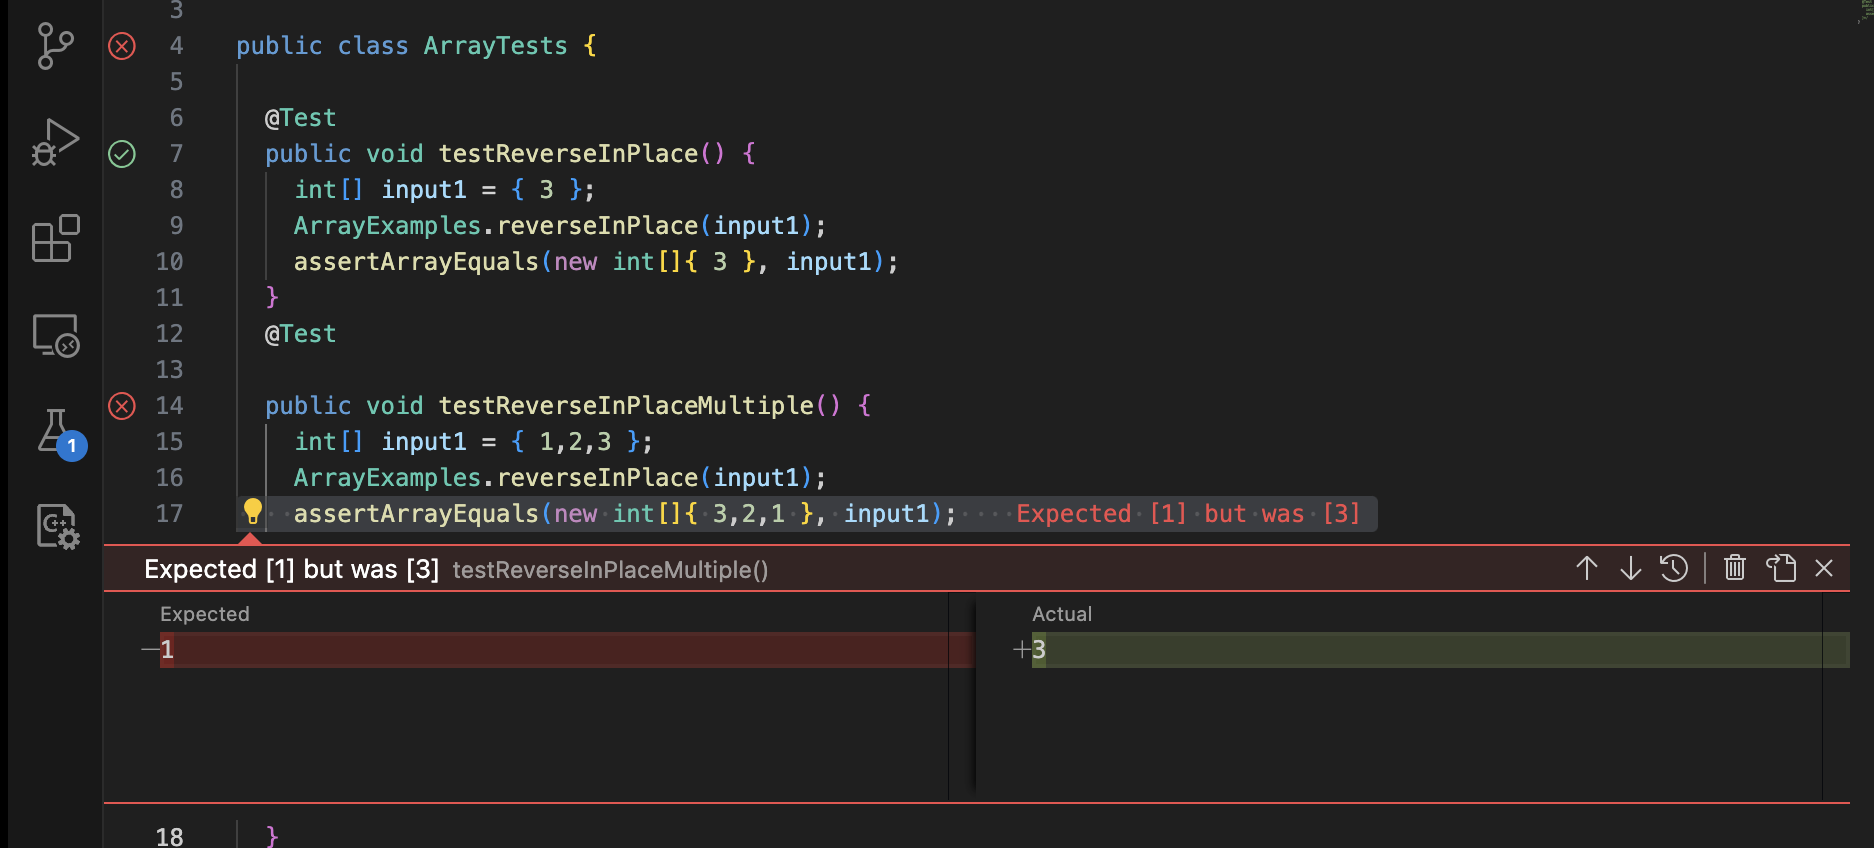 3
4 public class ArrayTests {
5
6 @Test
7 public void testReverseInPlace() {
8 int[] input1 = { 3 };
9 ArrayExamples.reverseInPlace(input1);
10 assertArrayEquals(new int[]{ 3 }, input1);
11 }
12 @Test
13
14 public void testReverseInPlaceMultiple() {
15 int[] input1 = { 1,2,3 };
16 ArrayExamples.reverseInPlace(input1);
1
17 assertArrayEquals(new·int[]{·3,2,1·}, input1);···· Expected·[1]·but·was·[3]
Expected [1] but was [3] testReverseInPlaceMultiple()
Expected Actual
—1 +3
18 }
C++